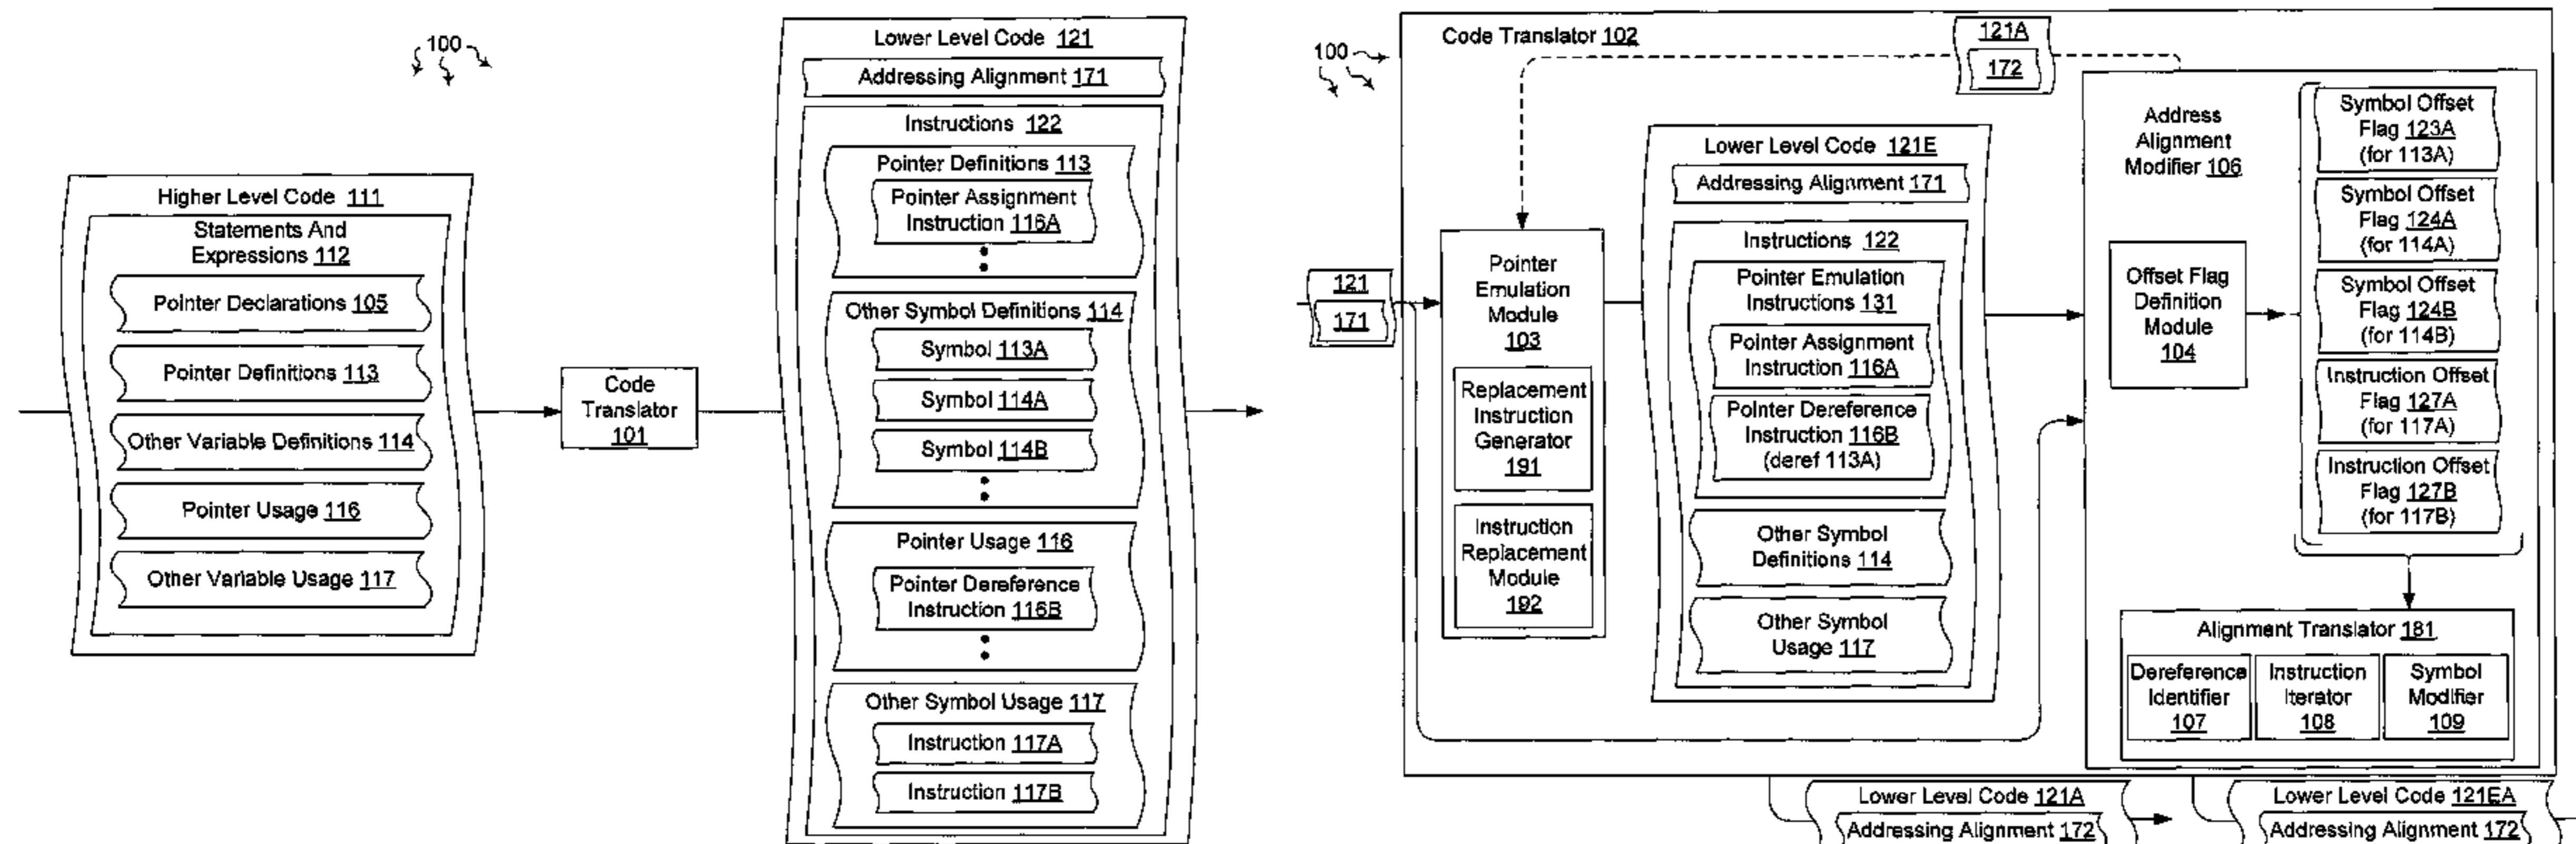 100
Higher Level Code 111
Statements And
Expressions 112
Pointer Declarations 105
Pointer Definitions 113
Other Variable Definitions 114
Pointer Usage 116
Other Variable Usage 117
Code
Translator
101
Lower Level Code 121
Addressing Alignment 171
Instructions 122
Pointer Definitions 113
Pointer Assignment
Instruction 116A
Other Symbol Definitions 114
Symbol 113A
Symbol 114A
Symbol 114B
Pointer Usage 116
Pointer Dereference
Instruction 116B
Other Symbol Usage 117
Instruction 117A
Instruction 117B
100
Code Translator 102
121A
172
121
171
Pointer
Emulation
Module
103
Replacement
Instruction
Generator
191
Instruction
Replacement
Module
192
Lower Level Code 121E
Addressing Alignment 171
Instructions 122
Pointer Emulation
Instructions 131
Pointer Assignment
Instruction 116A
Pointer Dereference
Instruction 116B
(deref 113A)
Other Symbol
Definitions 114
Other Symbol
Usage 117
Address
Alignment
Modifier 106
Offset Flag
Definition
Module
104
Symbol Offset
Flag 123A
(for 113A)
Symbol Offset
Flag 124A
(for 114A)
Symbol Offset
Flag 124B
(for 114B)
Instruction Offset
Flag 127A
(for 117A)
Instruction Offset
Flag 127B
(for 117B)
Alignment Translator 181
Dereference
Identifier
107
Instruction
Iterator
108
Symbol
Modifier
109
Lower Level Code 121A
Addressing Alignment 172
Lower Level Code 121EA
Addressing Alignment 172